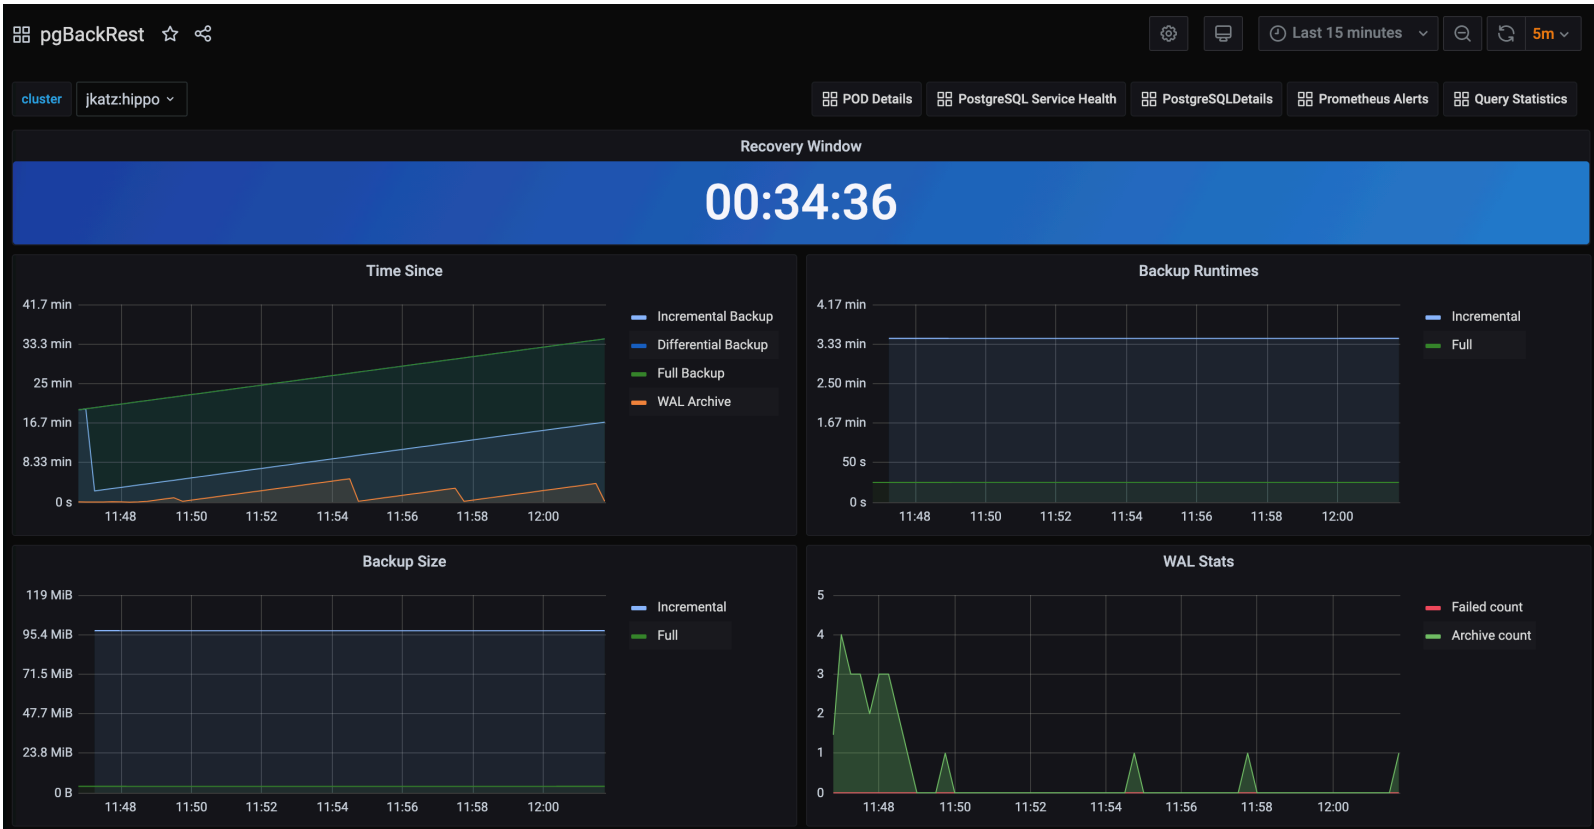 pgBackRest
Last 15 minutes
5m
cluster
jkatz:hippo
POD Details
PostgreSQL Service Health
PostgreSQLDetails
Prometheus Alerts
Query Statistics
Recovery Window
00:34:36
Time Since
41.7 min
33.3 min
25 min
16.7 min
8.33 min
0 s
11:48 11:50 11:52 11:54 11:56 11:58 12:00
Incremental Backup
Differential Backup
Full Backup
WAL Archive
Backup Runtimes
4.17 min
3.33 min
2.50 min
1.67 min
50 s
0 s
11:48 11:50 11:52 11:54 11:56 11:58 12:00
Incremental
Full
Backup Size
119 MiB
95.4 MiB
71.5 MiB
47.7 MiB
23.8 MiB
0 B
11:48 11:50 11:52 11:54 11:56 11:58 12:00
Incremental
Full
WAL Stats
5
4
3
2
1
0
11:48 11:50 11:52 11:54 11:56 11:58 12:00
Failed count
Archive count